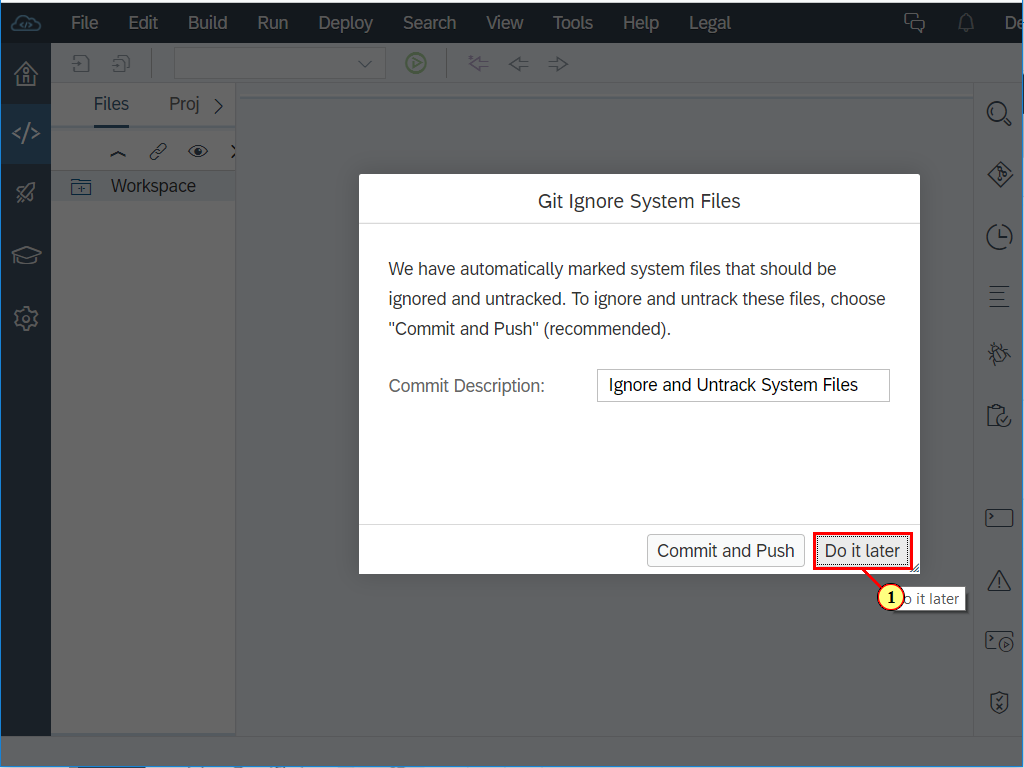 File Edit Build Run Deploy Search View Tools Help Legal De
Files Proj
Workspace
Git Ignore System Files
We have automatically marked system files that should be
ignored and untracked. To ignore and untrack these files, choose
"Commit and Push" (recommended).
Commit Description: Ignore and Untrack System Files
Commit and Push Do it later
1 o it later